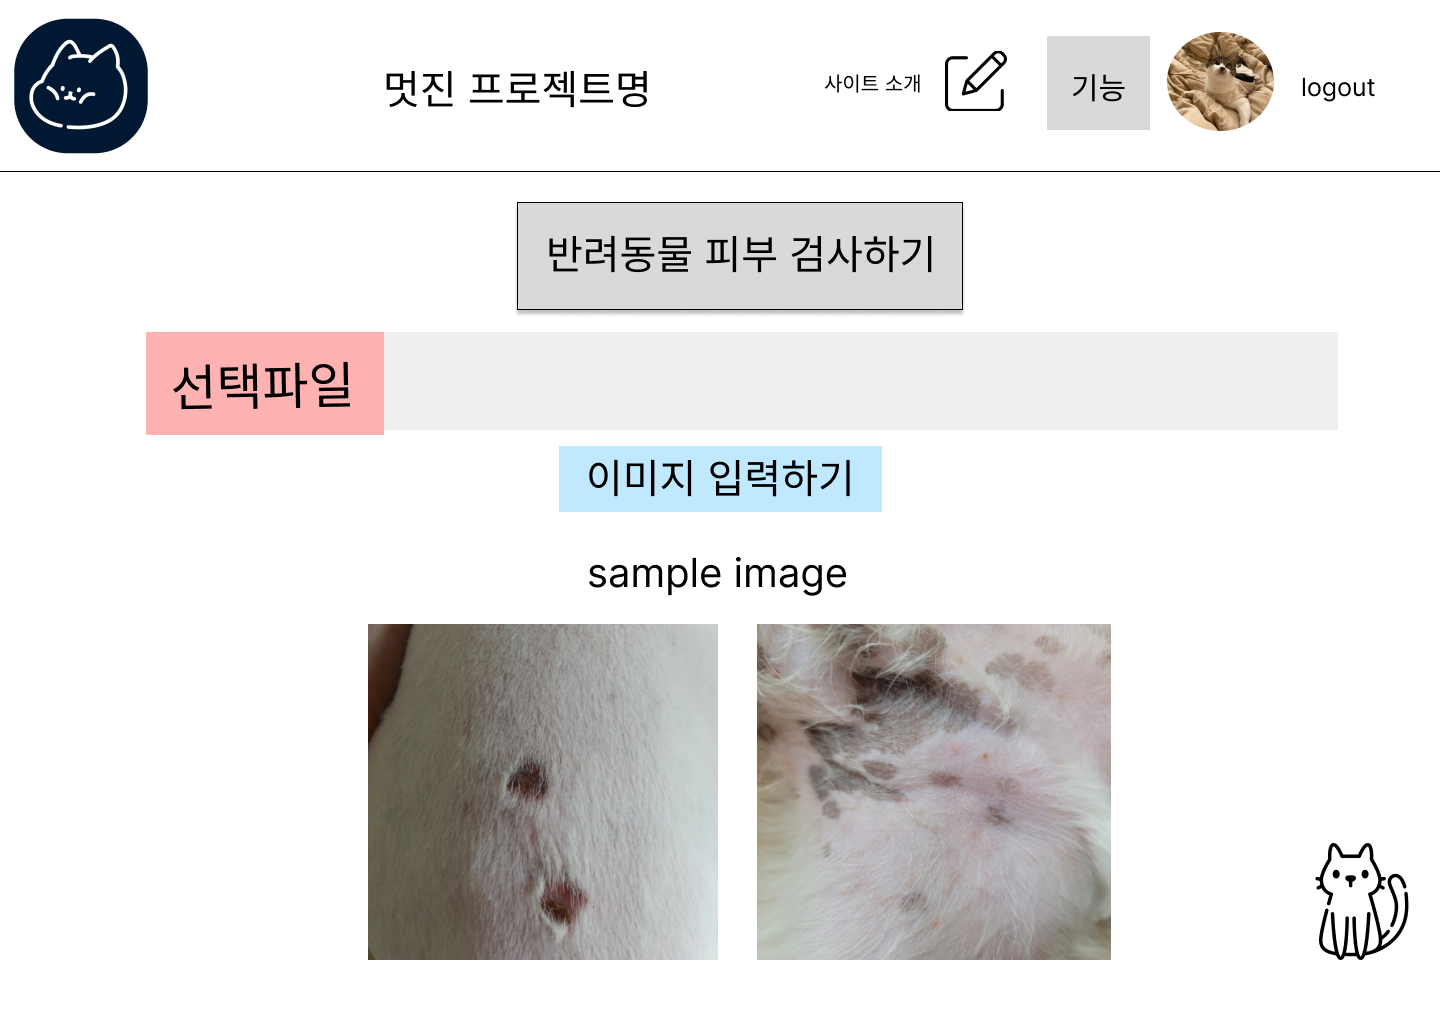 멋진 프로젝트명
사이트 소개
기능
logout
반려동물 피부 검사하기
선택파일
이미지 입력하기
sample image